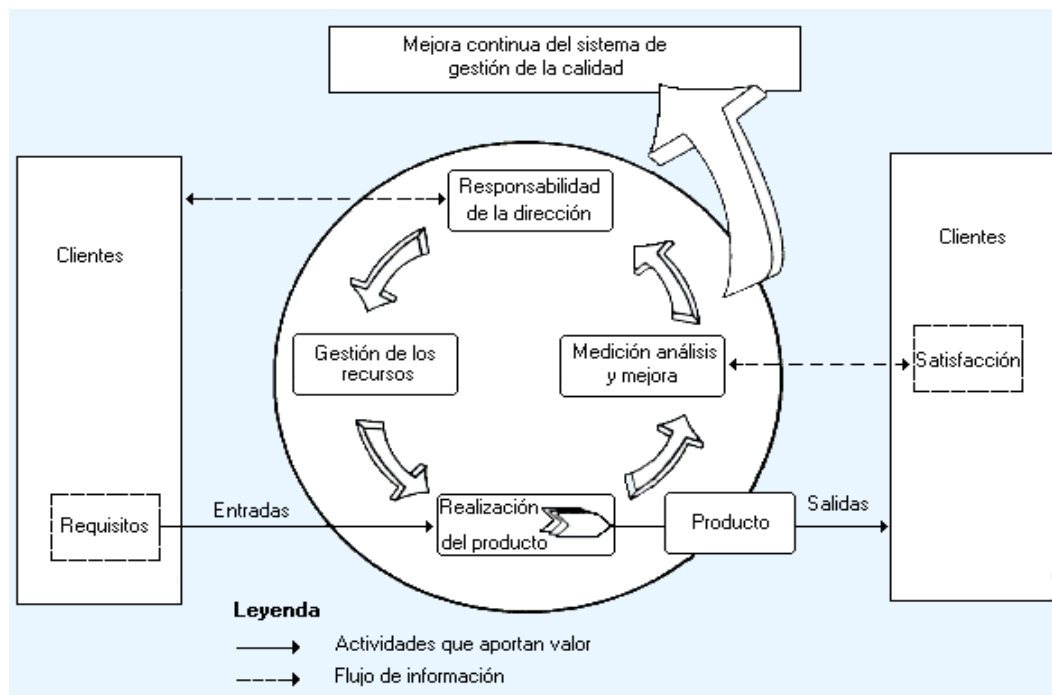 Mejora continua del sistema de
gestión de la calidad
Responsabilidad
de la dirección
Clientes
Clientes
Gestión de los
recursos
Medición análisis
y mejora
Satisfacción
Requisitos
Entradas
Realización
del producto
Producto
Salidas
Leyenda
Actividades que aportan valor
Flujo de información